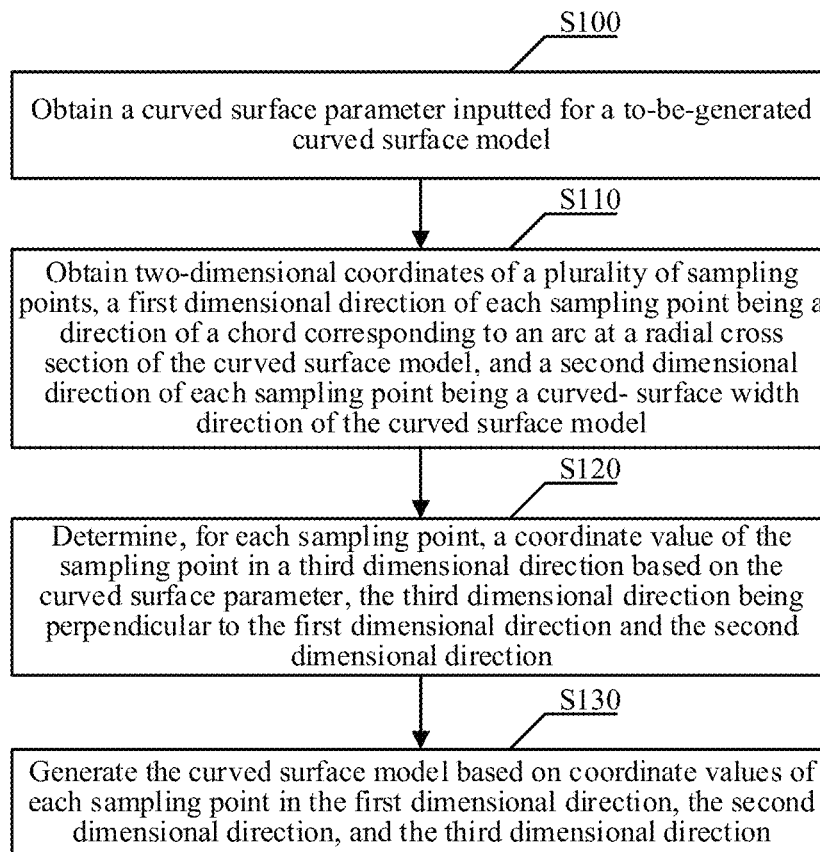 S100
Obtain a curved surface parameter inputted for a to-be-generated
curved surface model
S110
Obtain two-dimensional coordinates of a plurality of sampling
points, a first dimensional direction of each sampling point being a
direction of a chord corresponding to an arc at a radial cross
section of the curved surface model, and a second dimensional
direction of each sampling point being a curved- surface width
direction of the curved surface model
S120
Determine, for each sampling point, a coordinate value of the
sampling point in a third dimensional direction based on the
curved surface parameter, the third dimensional direction being
perpendicular to the first dimensional direction and the second
dimensional direction
S130
Generate the curved surface model based on coordinate values of
each sampling point in the first dimensional direction, the second
dimensional direction, and the third dimensional direction